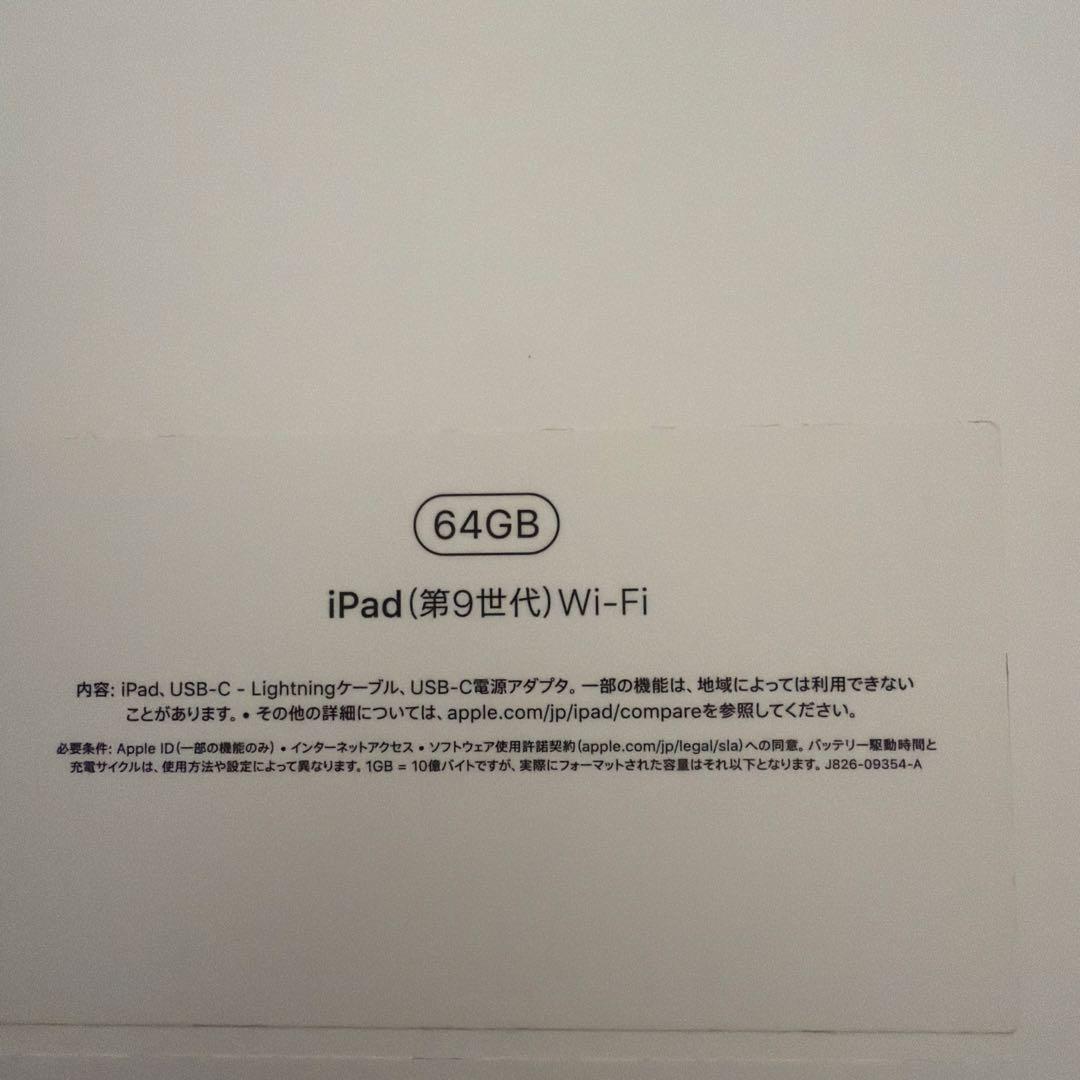 64GB
iPad（第9世代）Wi-Fi
内容: iPad、USB-C - Lightningケーブル、USB-C電源アダプタ。一部の機能は、地域によっては利用できない
ことがあります。• その他の詳細については、apple.com/jp/ipad/compareを参照してください。
必要条件: Apple ID（一部の機能のみ）• インターネットアクセス • ソフトウェア使用許諾契約（apple.com/jp/legal/sla）への同意。バッテリー駆動時間と
充電サイクルは、使用方法や設定によって異なります。1GB = 10億バイトですが、実際にフォーマットされた容量はそれ以下となります。J826-09354-A